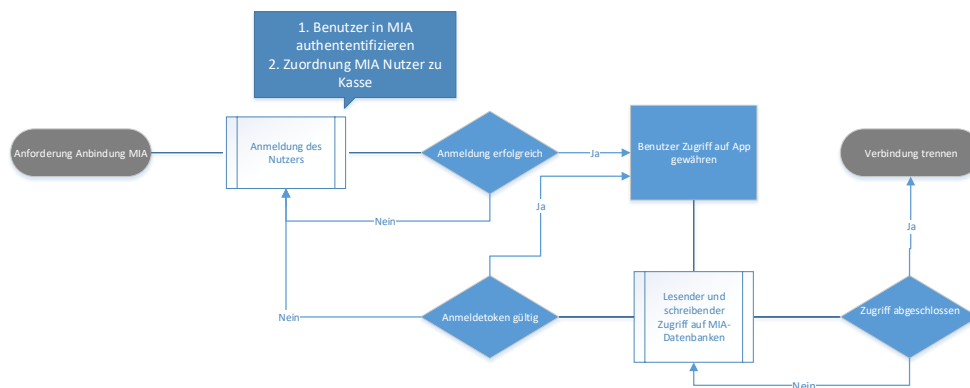 1. Benutzer in MIA
authententifizieren
2. Zuordnung MIA Nutzer zu
Kasse
Anforderung Anbindung MIA
Anmeldung des
Nutzers
Anmeldung erfolgreich
Ja
Benutzer Zugriff auf App
gewähren
Verbindung trennen
Nein
Ja
Ja
Nein
Anmeldetoken gültig
Lesender und
schreibender
Zugriff auf MIA-
Datenbanken
Zugriff abgeschlossen
Nein